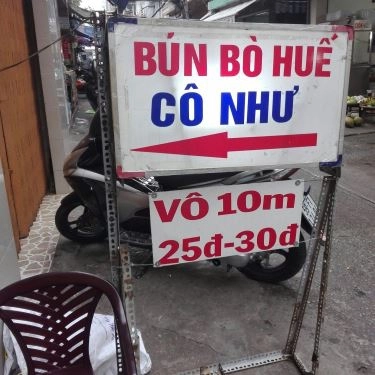 BÚN BÒ HUẾ
CÔ NHƯ
VÔ 10m
25đ-30đ